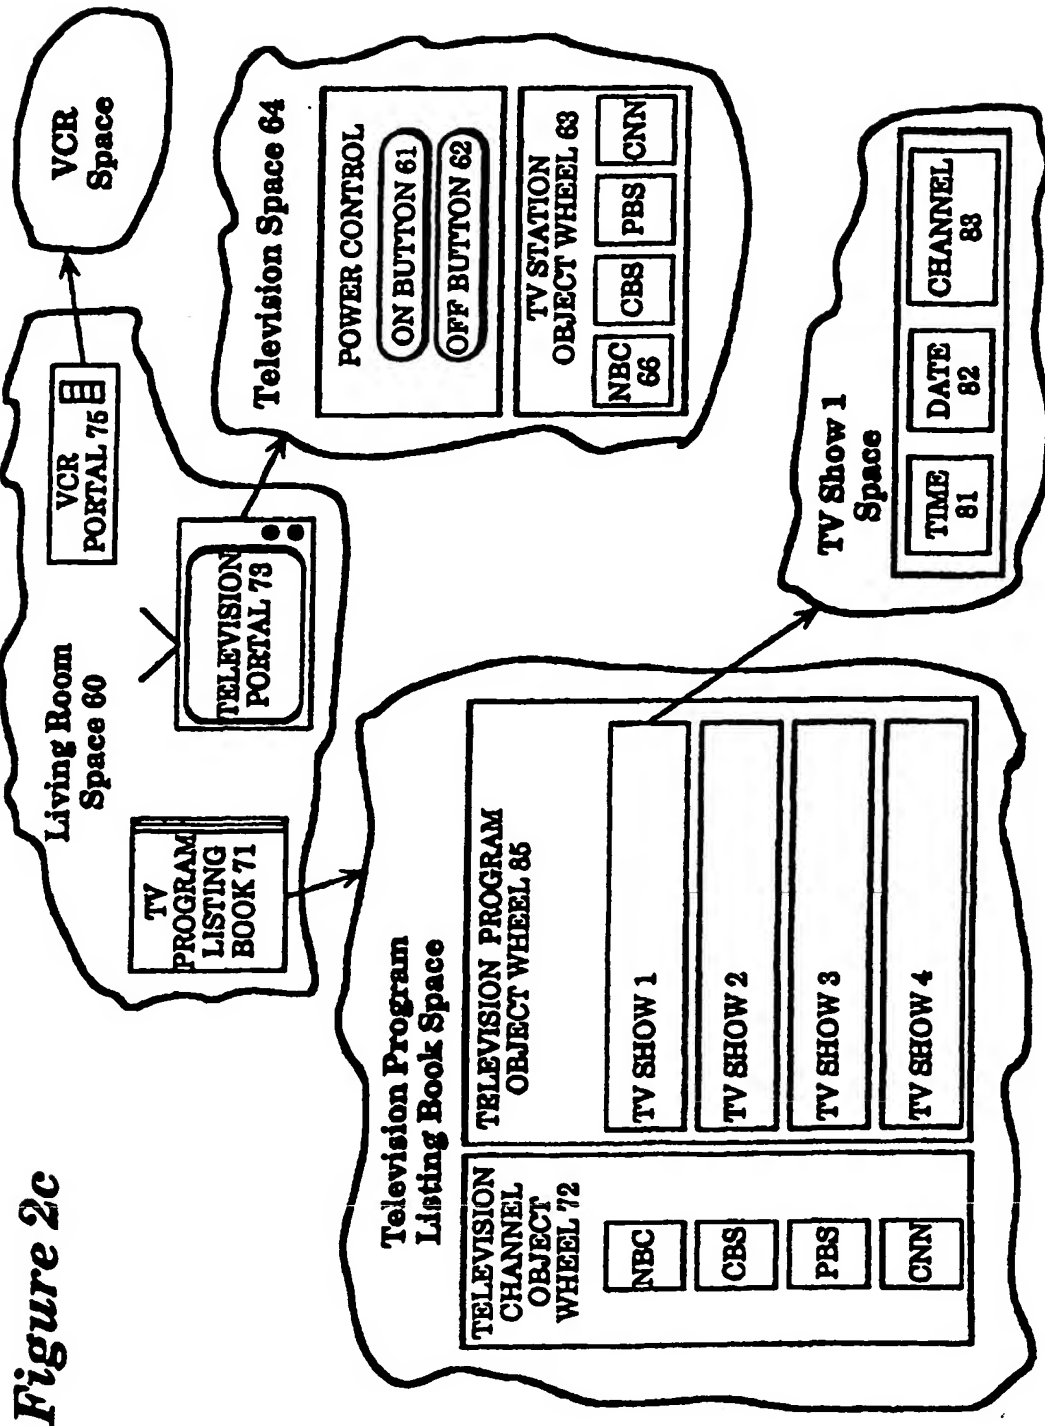 Figure 2c
Living Room
Space 60
TV
PROGRAM
LISTING
BOOK 71
TELEVISION
PORTAL 73
VCR
PORTAL 75
VCR
Space
Television Space 64
POWER CONTROL
ON BUTTON 61
OFF BUTTON 62
TV STATION
OBJECT WHEEL 63
NBC
66
CBS
PBS
CNN
Television Program
Listing Book Space
TELEVISION
CHANNEL
OBJECT
WHEEL 72
NBC
CBS
PBS
CNN
TELEVISION PROGRAM
OBJECT WHEEL 85
TV SHOW 1
TV SHOW 2
TV SHOW 3
TV SHOW 4
TV Show 1
Space
TIME
81
DATE
82
CHANNEL
83